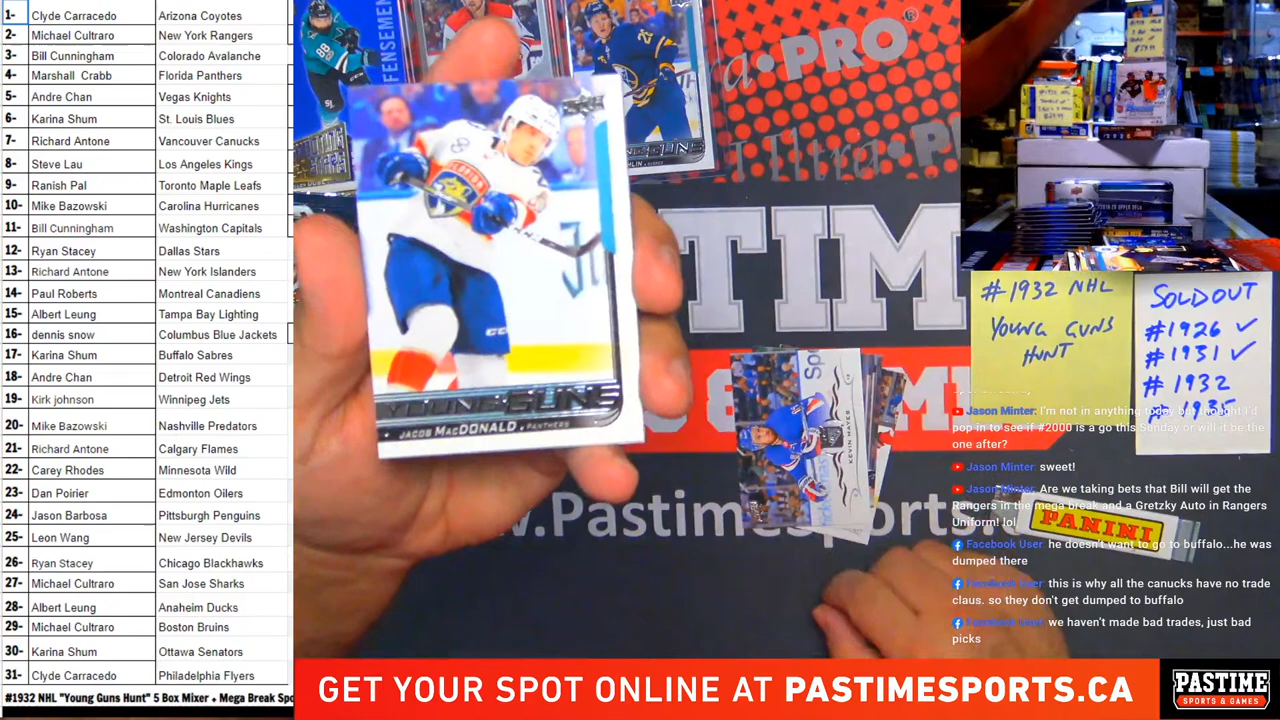 1- Clyde Carracedo Arizona Coyotes
2- Michael Cultraro New York Rangers
3- Bill Cunningham Colorado Avalanche
4- Marshall Crabb Florida Panthers
5- Andre Chan Vegas Knights
6- Karina Shum St. Louis Blues
7- Richard Antone Vancouver Canucks
8- Steve Lau Los Angeles Kings
9- Ranish Pal Toronto Maple Leafs
10- Mike Bazowski Carolina Hurricanes
11- Bill Cunningham Washington Capitals
12- Ryan Stacey Dallas Stars
13- Richard Antone New York Islanders
14- Paul Roberts Montreal Canadiens
15- Albert Leung Tampa Bay Lighting
16- dennis snow Columbus Blue Jackets
17- Karina Shum Buffalo Sabres
18- Andre Chan Detroit Red Wings
19- Kirk johnson Winnipeg Jets
20- Mike Bazowski Nashville Predators
21- Richard Antone Calgary Flames
22- Carey Rhodes Minnesota Wild
23- Dan Poirier Edmonton Oilers
24- Jason Barbosa Pittsburgh Penguins
25- Leon Wang New Jersey Devils
26- Ryan Stacey Chicago Blackhawks
27- Michael Cultraro San Jose Sharks
28- Albert Leung Anaheim Ducks
29- Michael Cultraro Boston Bruins
30- Karina Shum Ottawa Senators
31- Clyde Carracedo Philadelphia Flyers
#1932 NHL "Young Guns Hunt" 5 Box Mixer + Mega Break Spo
PRO
YOUNG GUNS
JACOB MACDONALD • PANTHERS
KEVIN HAYES
TIM
www.Pastimesports
PANINI
#1932 NHL
YOUNG GUNS
HUNT
SOLD OUT
#1926 ✓
#1931 ✓
#1932
#1935
Jason Minter: I'm not in anything today but thought I'd
pop in to see if #2000 is a go this Sunday or will it be the
one after?
Jason Minter: sweet!
Jason Minter: Are we taking bets that Bill will get the
Rangers in the mega break and a Gretzky Auto in Rangers
Uniform! lol
Facebook User: he doesn't want to go to buffalo...he was
dumped there
Facebook User: this is why all the canucks have no trade
claus. so they don't get dumped to buffalo
Facebook User: we haven't made bad trades, just bad
picks
GET YOUR SPOT ONLINE AT PASTIMESPORTS.CA
PASTIME
SPORTS & GAMES